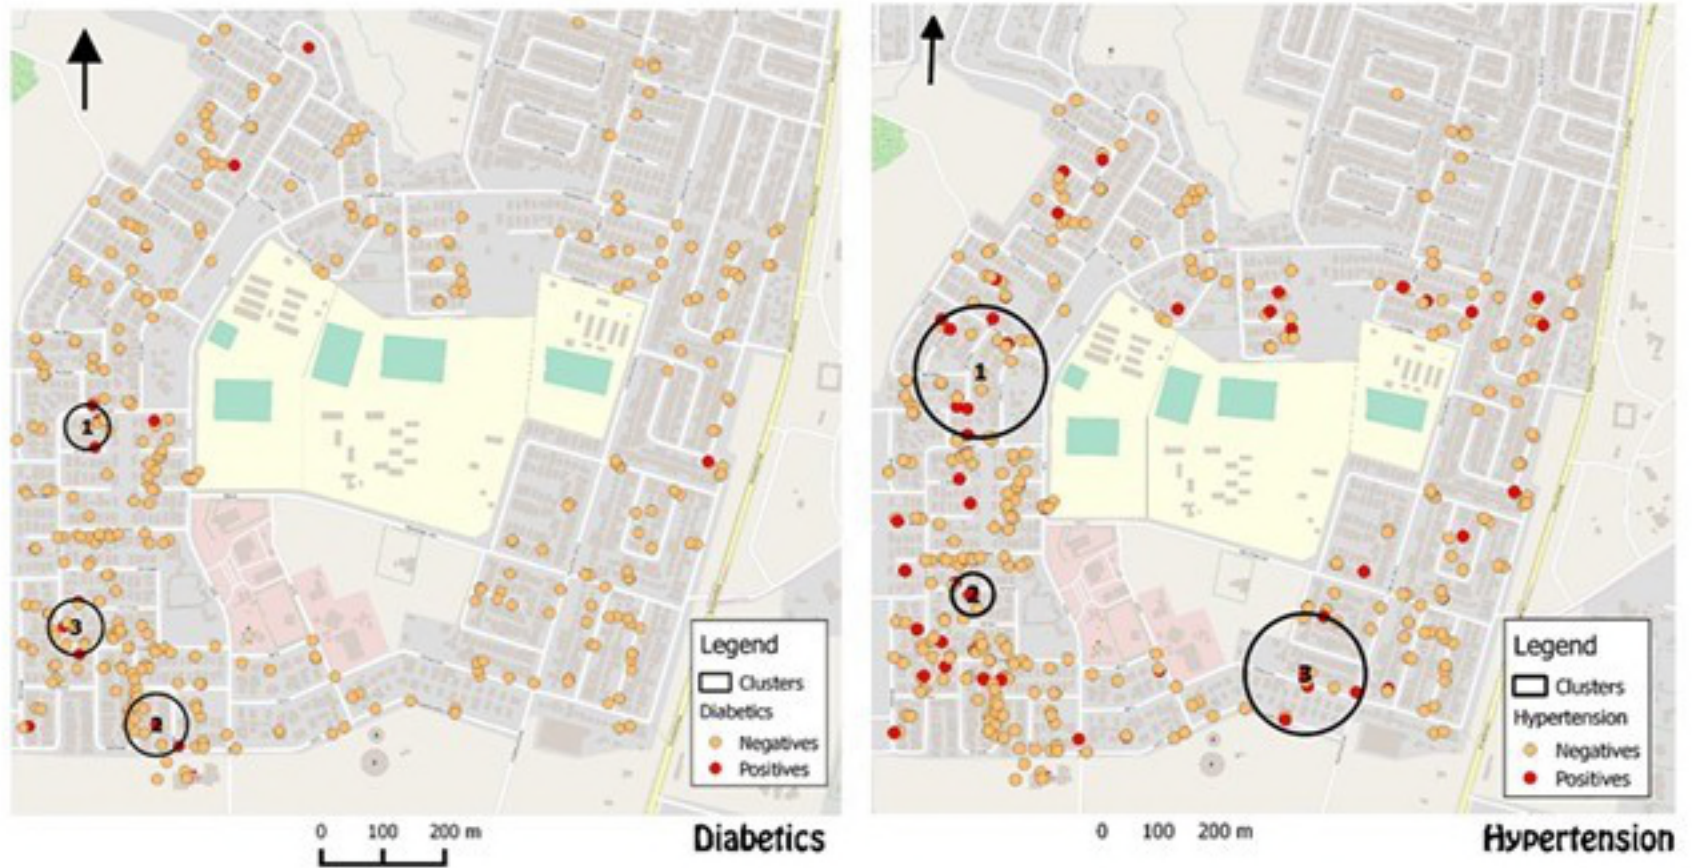 1
3
2
Legend
Clusters
Diabetics
Negatives
Positives
0 100 200 m
Diabetics
1
2
3
Legend
Clusters
Hypertension
Negatives
Positives
0 100 200 m
Hypertension